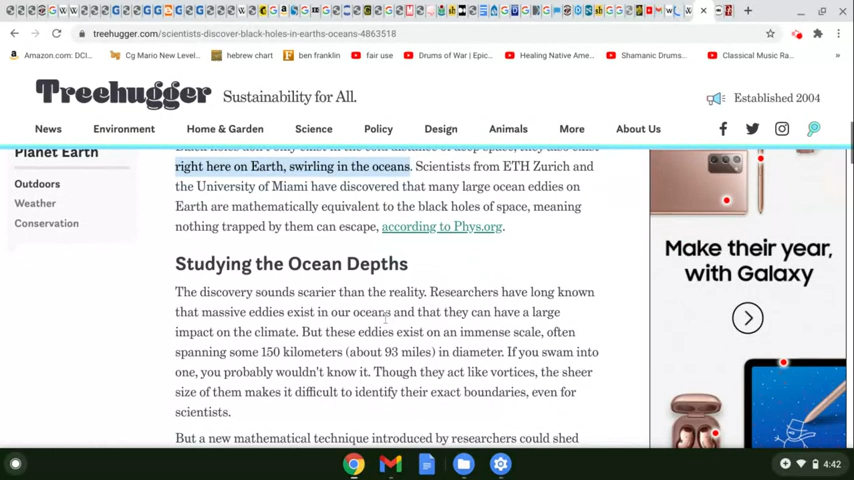 treehugger.com/scientists-discover-black-holes-in-earths-oceans-4863518
Amazon.com: DCI...
Cg Mario New Level...
hebrew chart
ben franklin
fair use
Drums of War | Epic...
Healing Native Ame...
Shamanic Drums...
Classical Music Ra...
»
Treehugger
Sustainability for All.
Established 2004
News
Environment
Home & Garden
Science
Policy
Design
Animals
More
About Us
Planet Earth
Outdoors
Weather
Conservation
right here on Earth, swirling in the oceans. Scientists from ETH Zurich and
the University of Miami have discovered that many large ocean eddies on
Earth are mathematically equivalent to the black holes of space, meaning
nothing trapped by them can escape, according to Phys.org.
Studying the Ocean Depths
The discovery sounds scarier than the reality. Researchers have long known
that massive eddies exist in our oceans and that they can have a large
impact on the climate. But these eddies exist on an immense scale, often
spanning some 150 kilometers (about 93 miles) in diameter. If you swam into
one, you probably wouldn't know it. Though they act like vortices, the sheer
size of them makes it difficult to identify their exact boundaries, even for
scientists.
But a new mathematical technique introduced by researchers could shed
Make their year,
with Galaxy
4:42